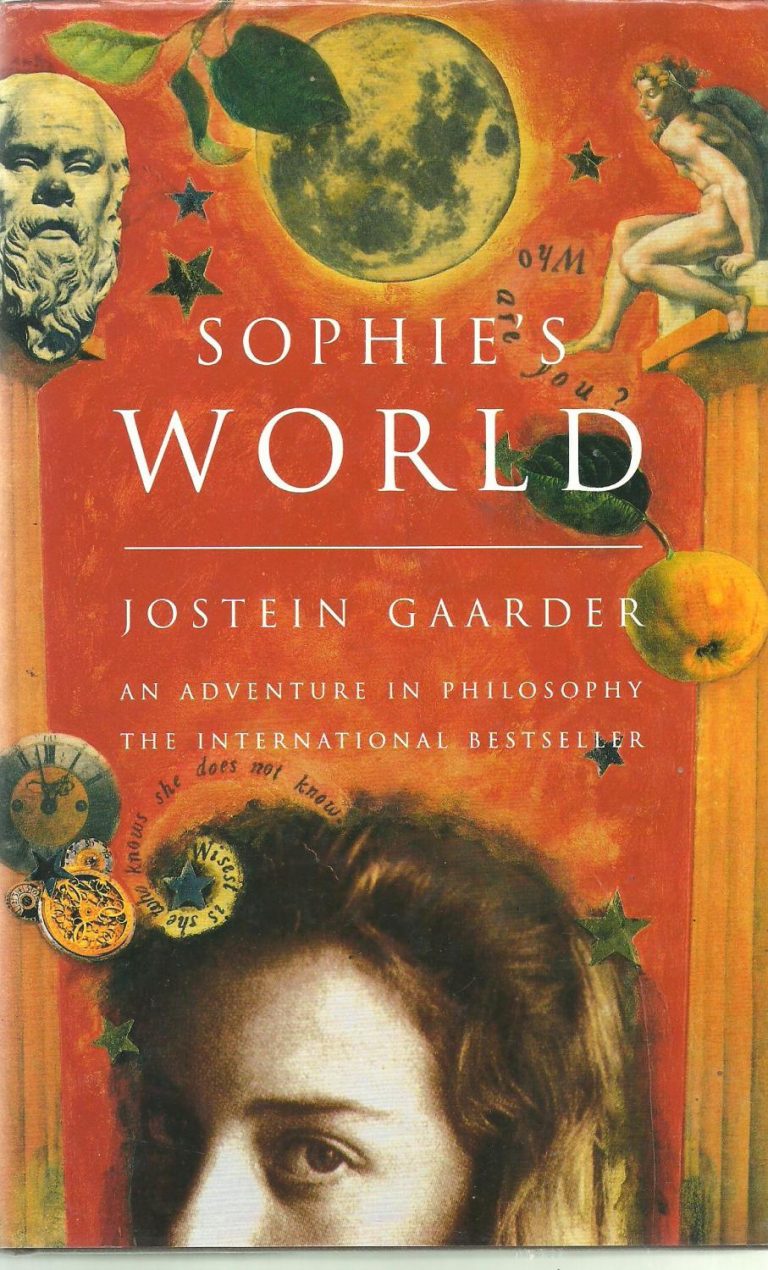 Who
are
you?
SOPHIE'S
WORLD
JOSTEIN GAARDER
AN ADVENTURE IN PHILOSOPHY
THE INTERNATIONAL BESTSELLER
Wisest is she who knows she does not know.